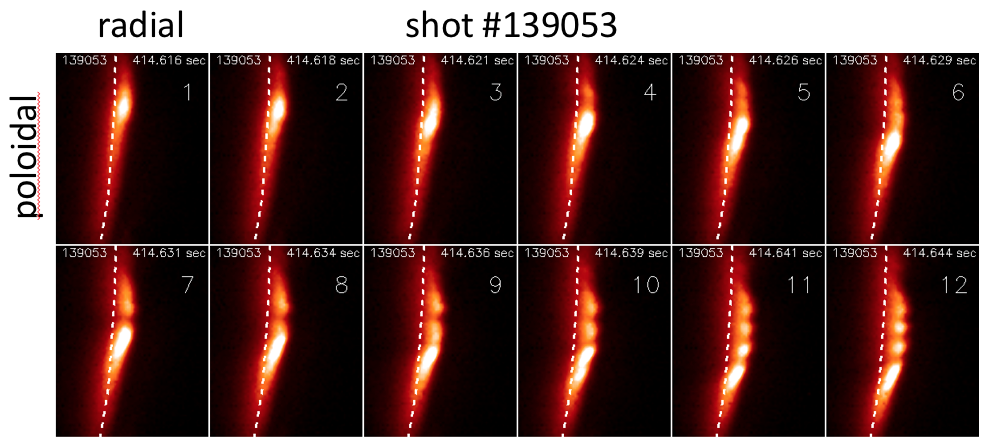 radial
shot #139053
poloidal
139053 414.616 sec
1
139053 414.618 sec
2
139053 414.621 sec
3
139053 414.624 sec
4
139053 414.626 sec
5
139053 414.629 sec
6
139053 414.631 sec
7
139053 414.634 sec
8
139053 414.636 sec
9
139053 414.639 sec
10
139053 414.641 sec
11
139053 414.644 sec
12